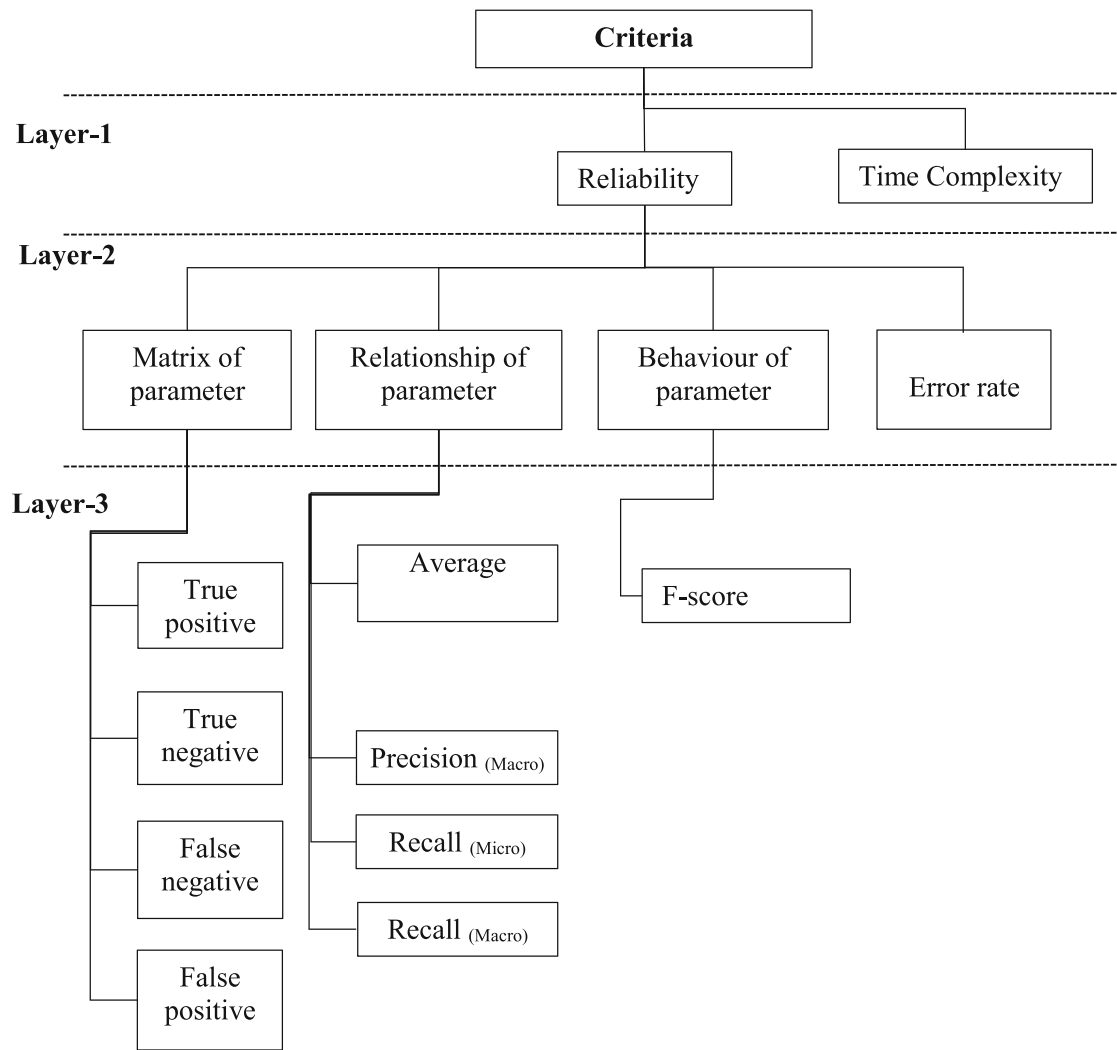 Criteria
Layer-1
Reliability
Time Complexity
Layer-2
Matrix of
parameter
Relationship of
parameter
Behaviour of
parameter
Error rate
Layer-3
True
positive
True
negative
False
negative
False
positive
Average
Precision (Macro)
Recall (Micro)
Recall (Macro)
F-score